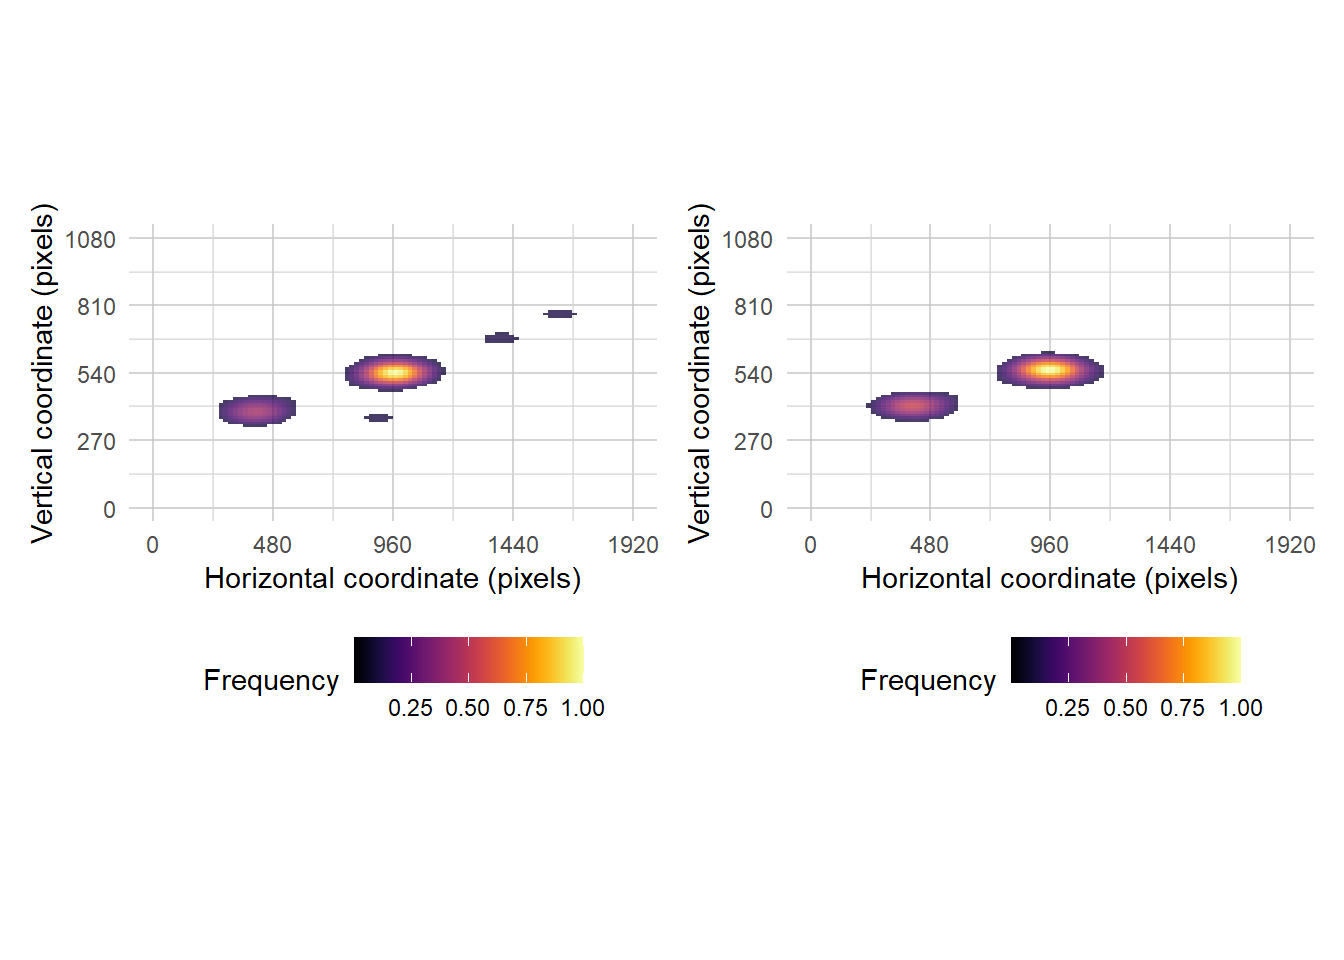 Vertical coordinate (pixels)
1080
810
540
270
0
0 480 960 1440 1920
Horizontal coordinate (pixels)
Frequency
0.25 0.50 0.75 1.00
Vertical coordinate (pixels)
1080
810
540
270
0
0 480 960 1440 1920
Horizontal coordinate (pixels)
Frequency
0.25 0.50 0.75 1.00